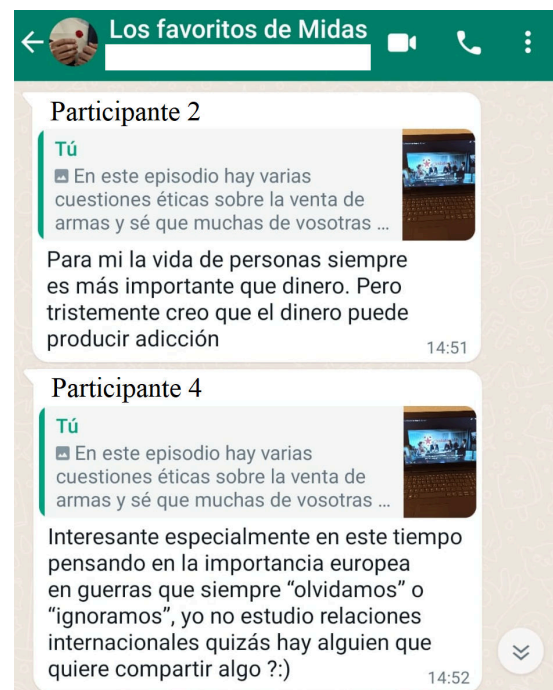 Los favoritos de Midas
Participante 2
Tú
En este episodio hay varias
cuestiones éticas sobre la venta de
armas y sé que muchas de vosotras ...
Para mi la vida de personas siempre
es más importante que dinero. Pero
tristemente creo que el dinero puede
producir adicción
14:51
Participante 4
Tú
En este episodio hay varias
cuestiones éticas sobre la venta de
armas y sé que muchas de vosotras ...
Interesante especialmente en este tiempo
pensando en la importancia europea
en guerras que siempre “olvidamos” o
“ignoramos”, yo no estudio relaciones
internacionales quizás hay alguien que
quiere compartir algo ?:)
14:52